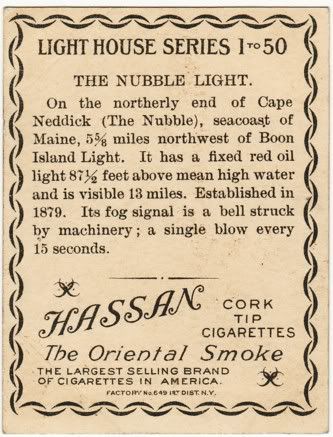 LIGHT HOUSE SERIES 1 TO 50
THE NUBBLE LIGHT.
On the northerly end of Cape
Neddick (The Nubble), seacoast of
Maine, 5⅝ miles northwest of Boon
Island Light. It has a fixed red oil
light 87½ feet above mean high water
and is visible 13 miles. Established in
1879. Its fog signal is a bell struck
by machinery; a single blow every
15 seconds.
HASSAN
CORK
TIP
CIGARETTES
The Oriental Smoke
THE LARGEST SELLING BRAND
OF CIGARETTES IN AMERICA.
FACTORY No. 649 1ST DIST. N.Y.